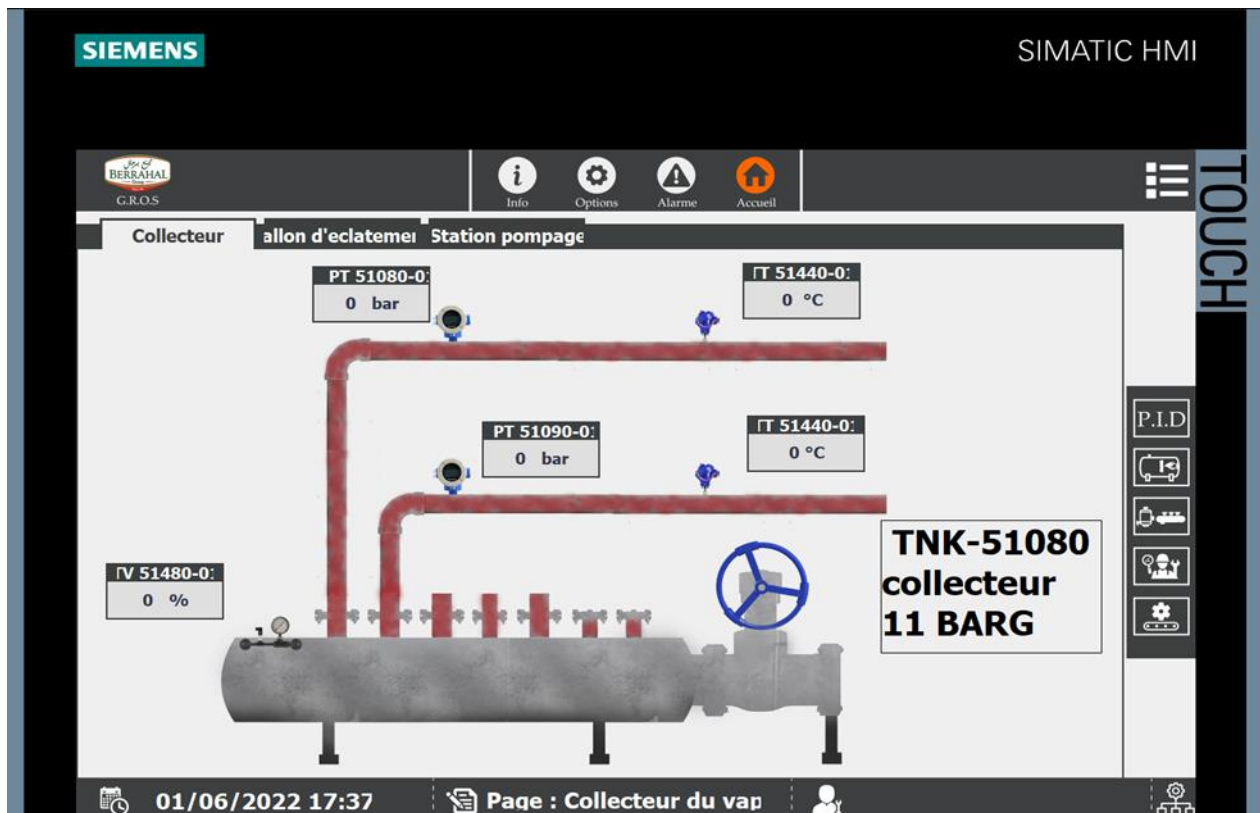 SIEMENS
SIMATIC HMI
TOUCH
BERRAHAL
G.R.O.S
Info
Options
Alarme
Accueil
Collecteur
allon d'eclatemei
Station pompage
PT 51080-0
0 bar
TT 51440-0
0 °C
PT 51090-0
0 bar
TT 51440-0
0 °C
TV 51480-0
0 %
TNK-51080
collecteur
11 BARG
P.I.D
01/06/2022 17:37
Page : Collecteur du vap